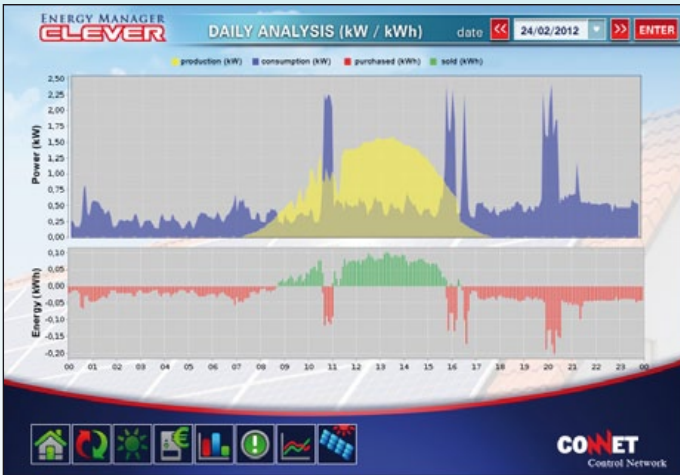 ENERGY MANAGER
CLEVER
DAILY ANALYSIS (kW / kWh)
date << 24/02/2012 >> ENTER
production (kW) consumption (kW) purchased (kWh) sold (kWh)
Power (kW)
2,50
2,25
2,00
1,75
1,50
1,25
1,00
0,75
0,50
0,25
0,00
Energy (kWh)
0,10
0,05
0,00
-0,05
-0,10
-0,15
-0,20
00 01 02 03 04 05 06 07 08 09 10 11 12 13 14 15 16 17 18 19 20 21 22 23 00
CONNET
Control Network